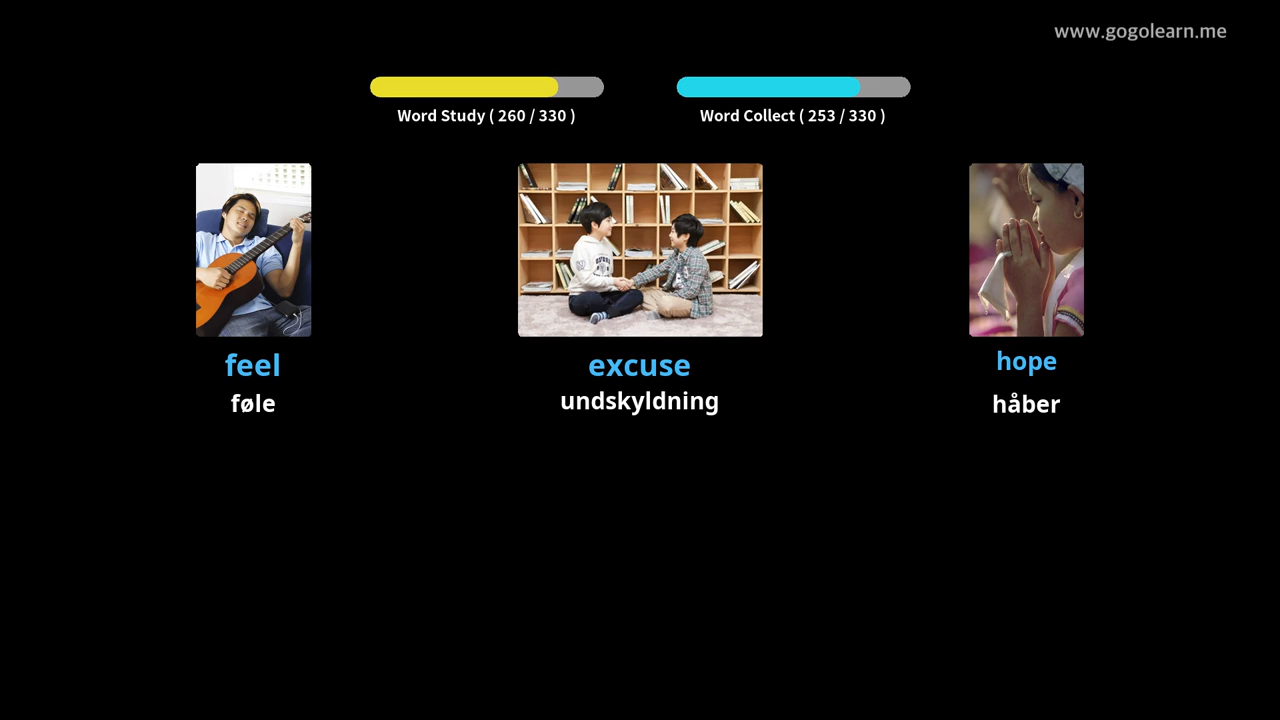 www.gogolearn.me
Word Study ( 260 / 330 )
Word Collect ( 253 / 330 )
feel
føle
excuse
undskyldning
hope
håber